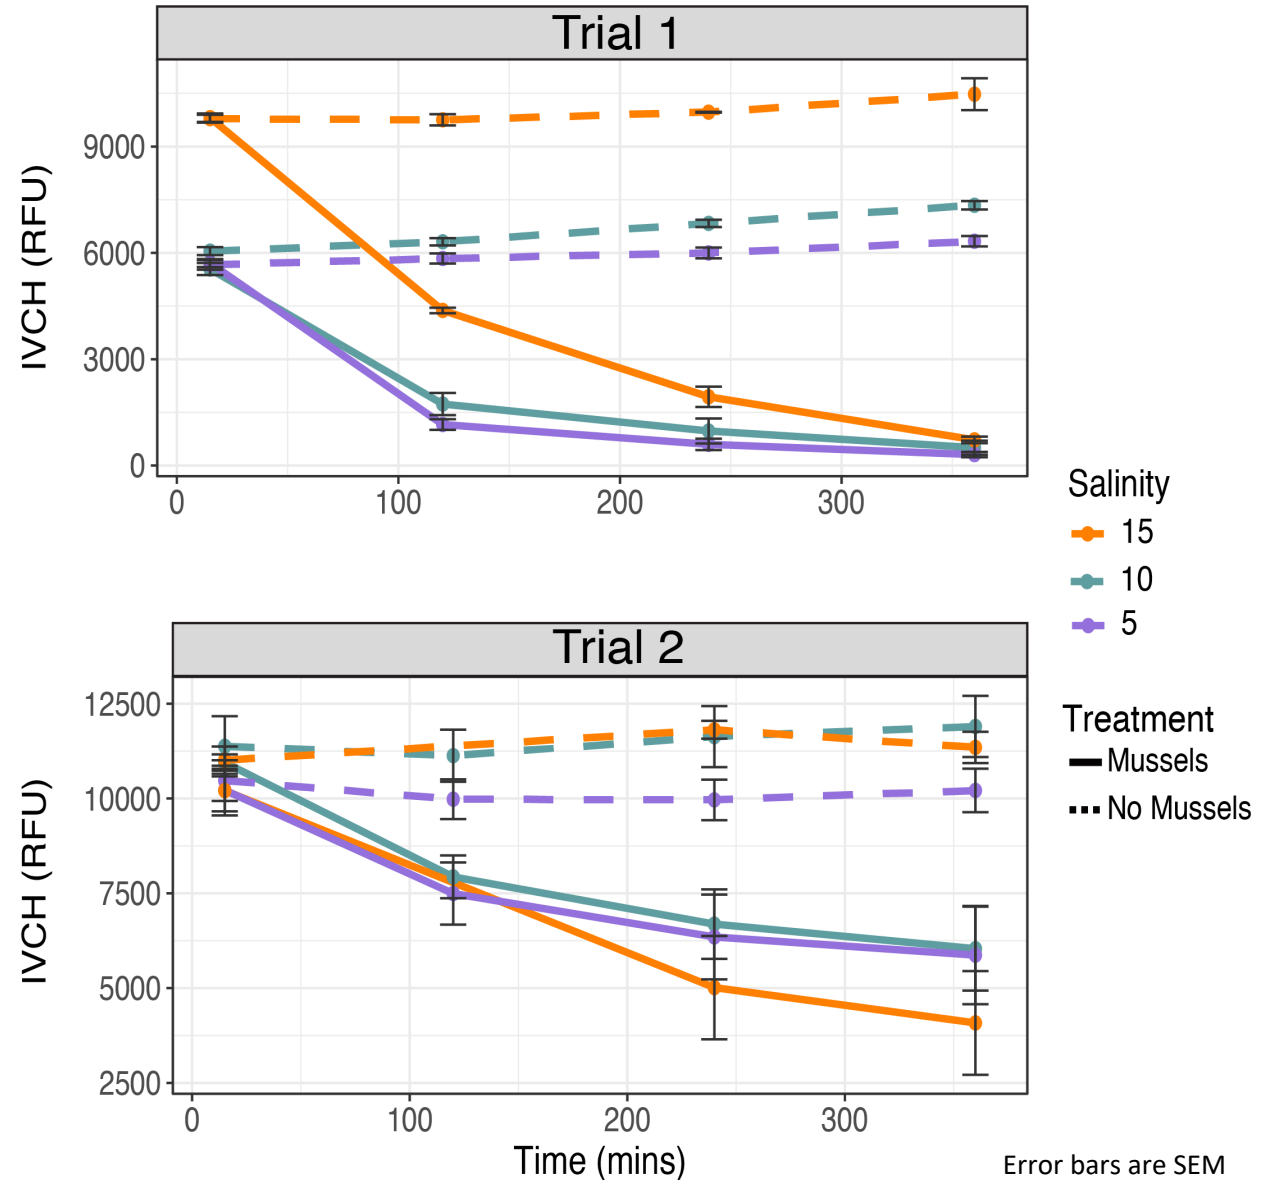 Trial 1
IVCH (RFU)
9000
6000
3000
0
0 100 200 300
Salinity
15
10
5
Treatment
Mussels
No Mussels
Trial 2
IVCH (RFU)
12500
10000
7500
5000
2500
0 100 200 300
Time (mins)
Error bars are SEM